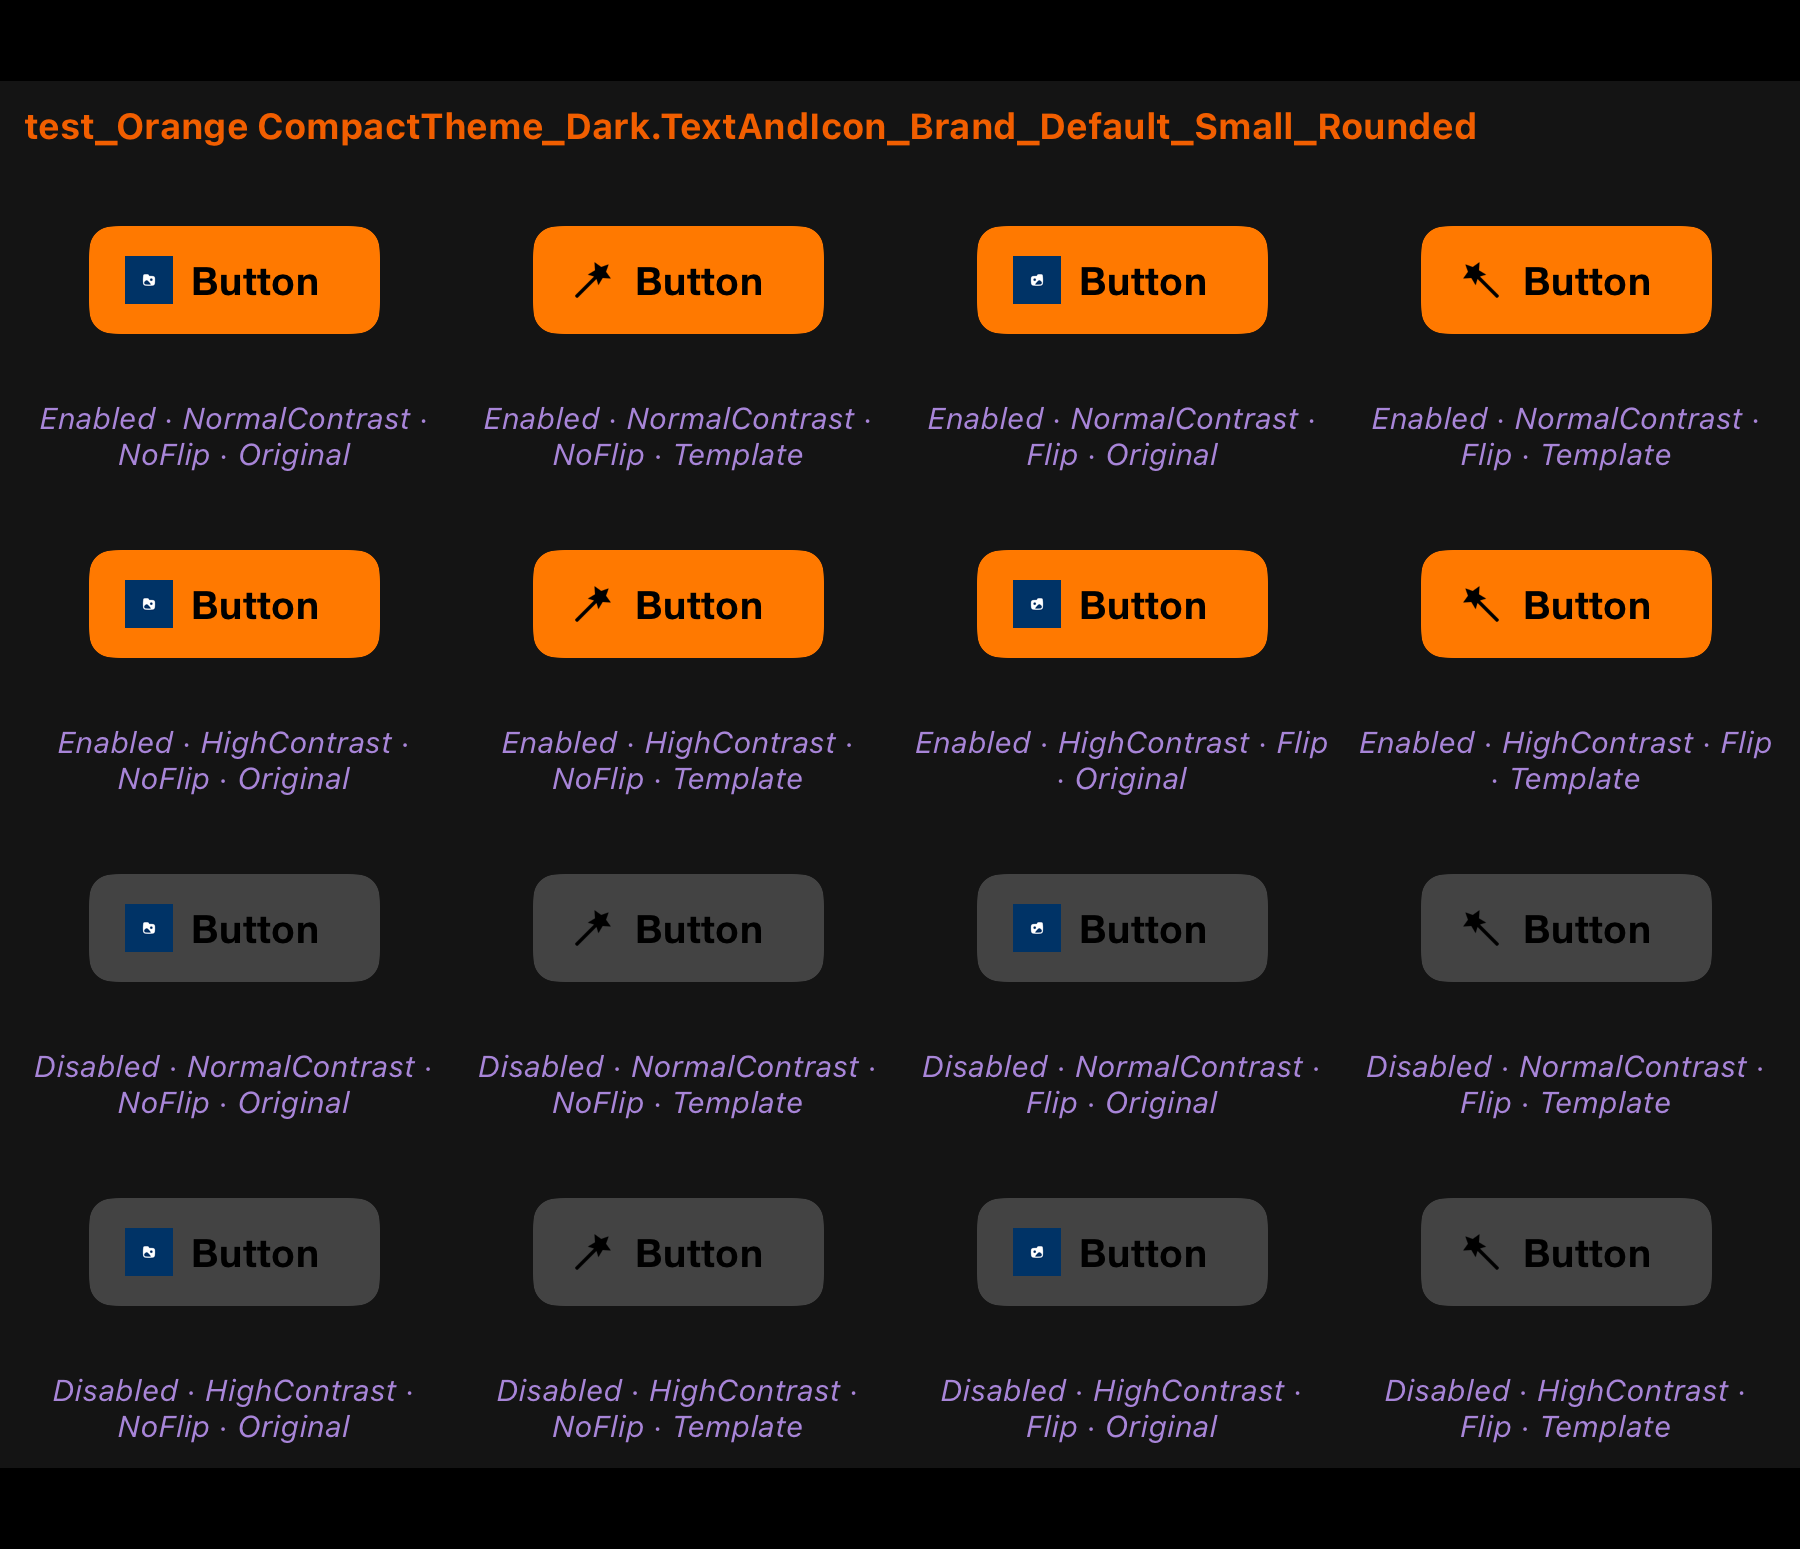 test_Orange CompactTheme_Dark.TextAndIcon_Brand_Default_Small_Rounded
Button
Button
Button
Button
Enabled · NormalContrast ·
NoFlip · Original
Enabled · NormalContrast ·
NoFlip · Template
Enabled · NormalContrast ·
Flip · Original
Enabled · NormalContrast ·
Flip · Template
Button
Button
Button
Button
Enabled · HighContrast ·
NoFlip · Original
Enabled · HighContrast ·
NoFlip · Template
Enabled · HighContrast · Flip
· Original
Enabled · HighContrast · Flip
· Template
Button
Button
Button
Button
Disabled · NormalContrast ·
NoFlip · Original
Disabled · NormalContrast ·
NoFlip · Template
Disabled · NormalContrast ·
Flip · Original
Disabled · NormalContrast ·
Flip · Template
Button
Button
Button
Button
Disabled · HighContrast ·
NoFlip · Original
Disabled · HighContrast ·
NoFlip · Template
Disabled · HighContrast ·
Flip · Original
Disabled · HighContrast ·
Flip · Template